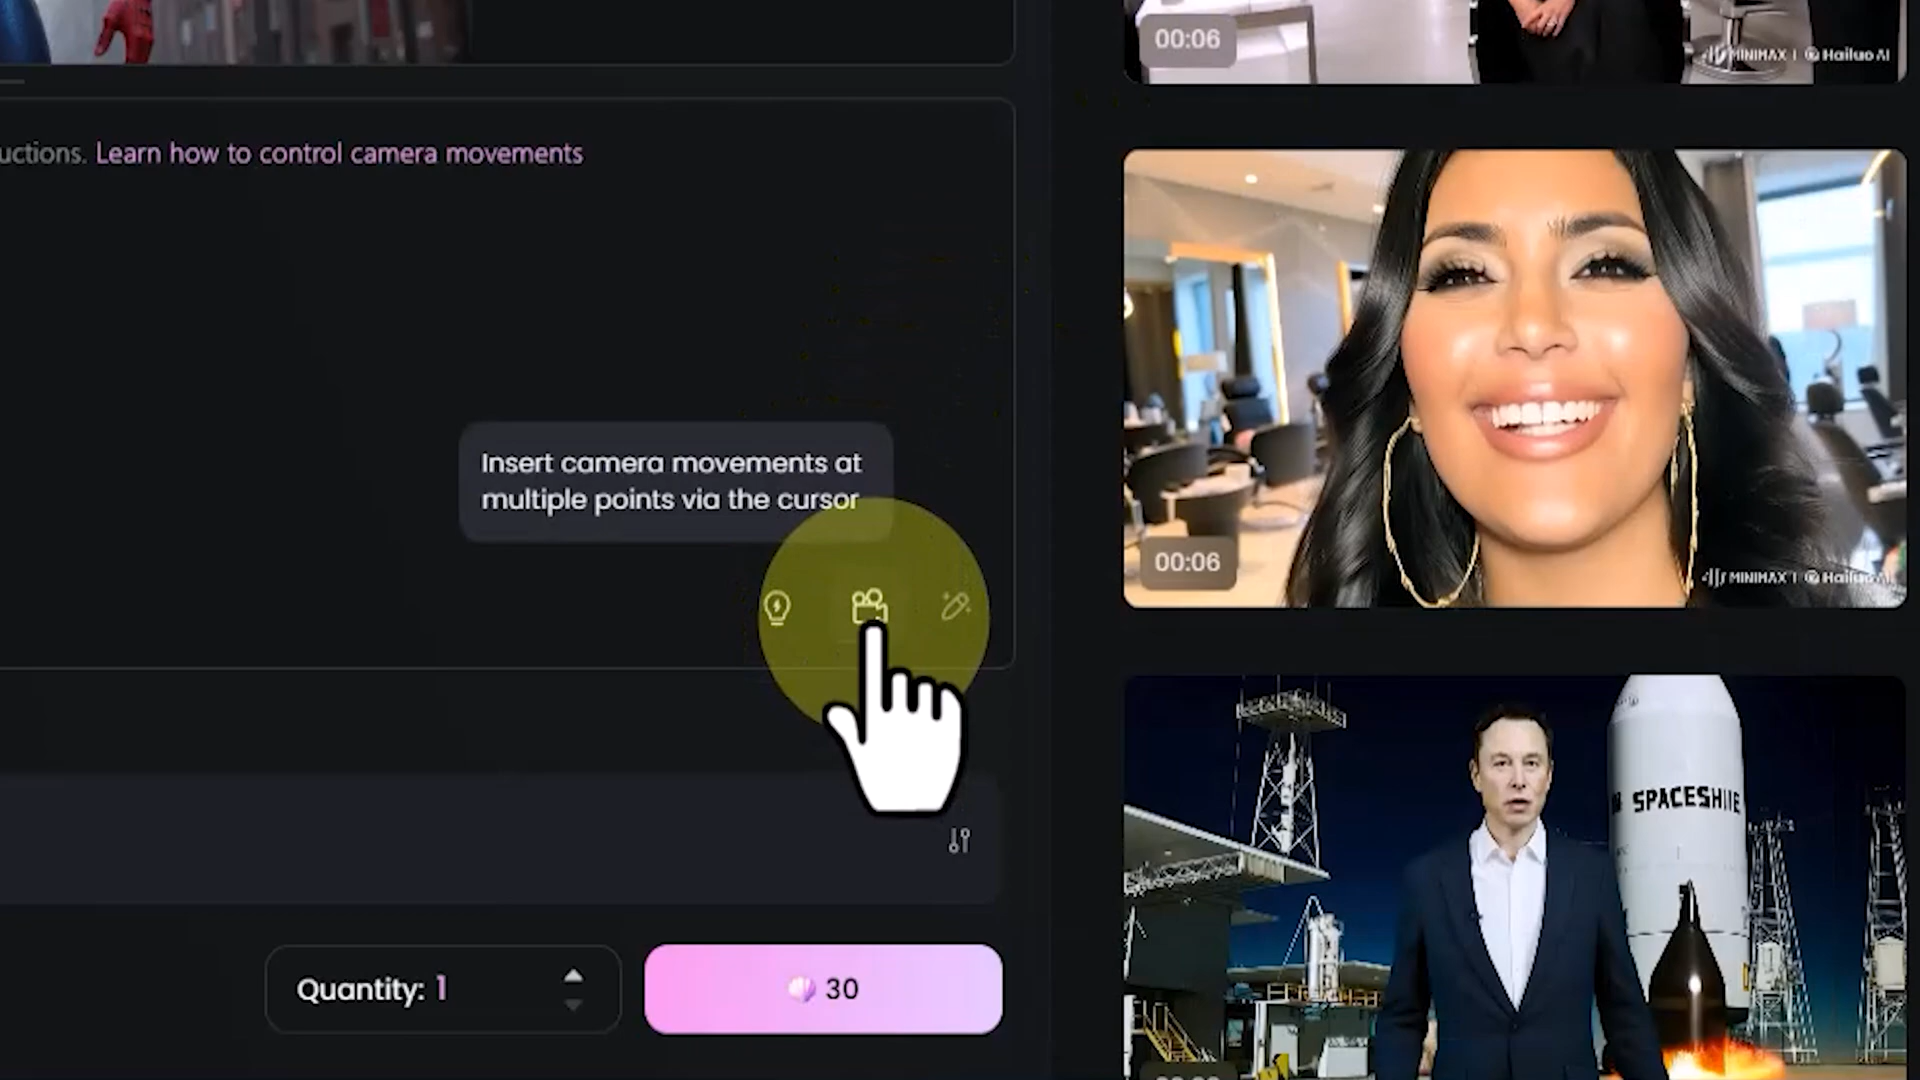 00:06
MINIMAX | Hailuo AI
uctions. Learn how to control camera movements
Insert camera movements at
multiple points via the cursor
00:06
MINIMAX | Hailuo AI
SPACESHIIE
Quantity: 1
30